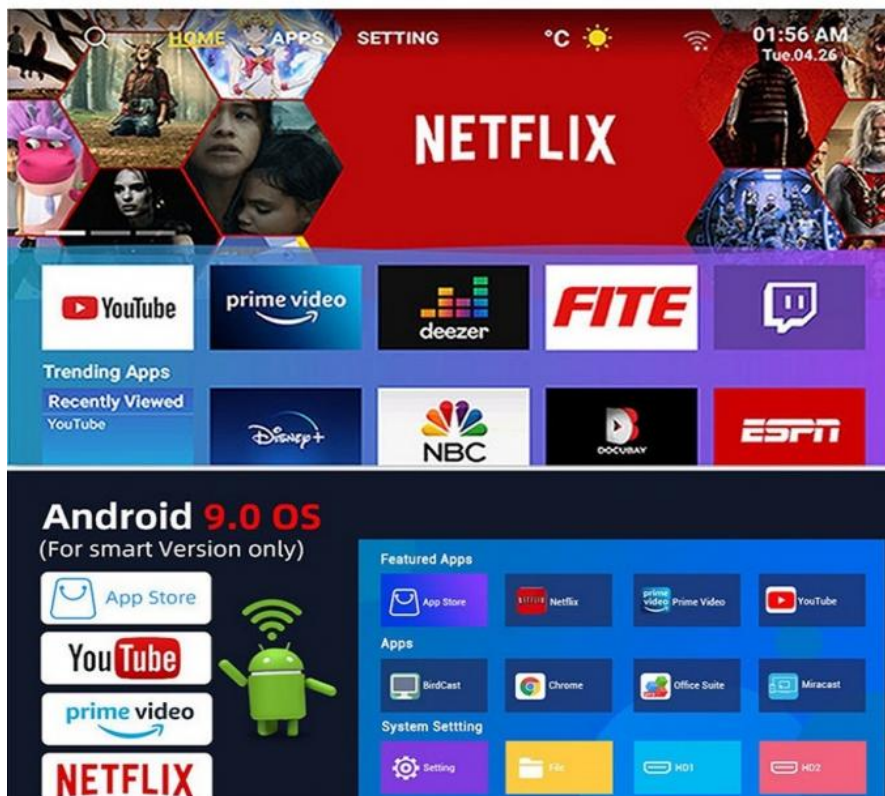 HOME APPS SETTING °C 01:56 AM
Tue.04.26
NETFLIX
YouTube prime video deezer FITE
Trending Apps
Recently Viewed
YouTube
Disney+ NBC DOCUBAY ESPN
Android 9.0 OS
(For smart Version only)
App Store
YouTube
prime video
NETFLIX
Featured Apps
App Store NETFLIX Netflix prime video Prime Video YouTube
Apps
BirdCast Chrome Office Suite Miracast
System Settting
Setting File HD1 HD2